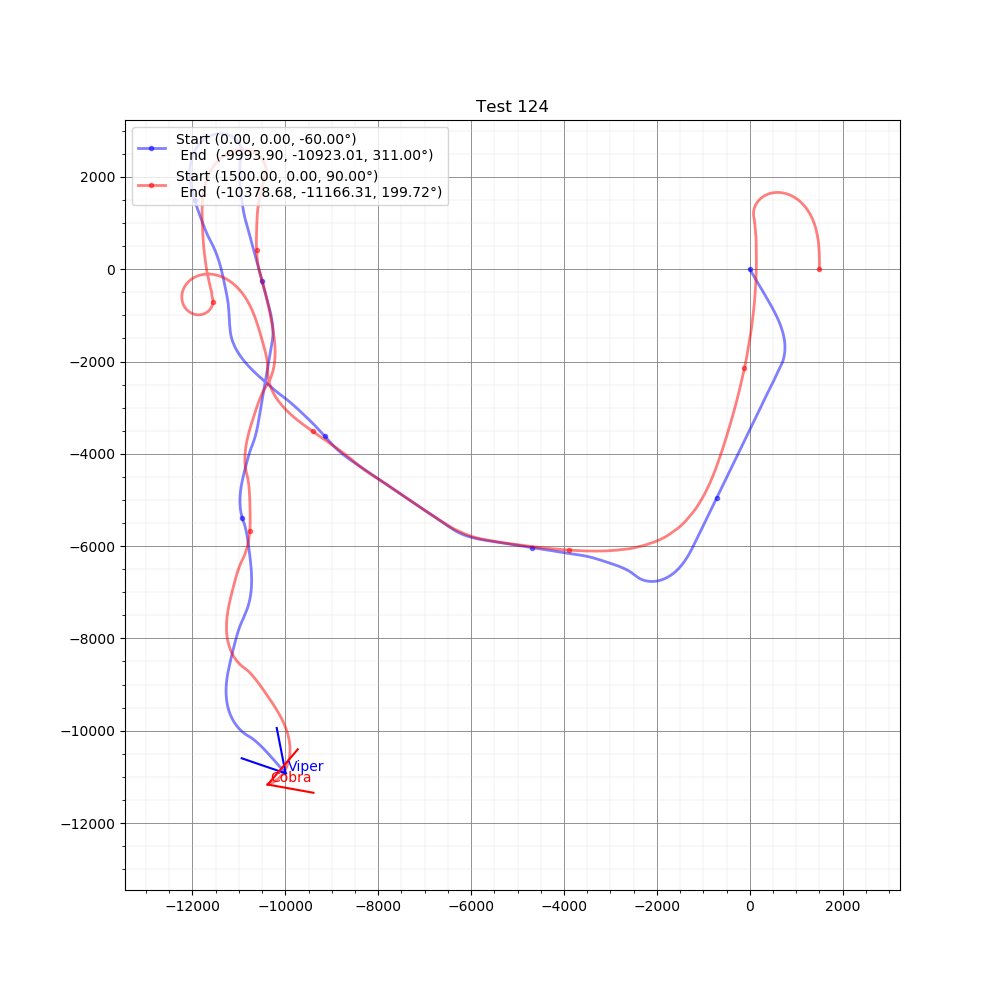 Test 124
Start (0.00, 0.00, -60.00°)
End (-9993.90, -10923.01, 311.00°)
Start (1500.00, 0.00, 90.00°)
End (-10378.68, -11166.31, 199.72°)
2000
0
−2000
−4000
−6000
−8000
−10000
−12000
Viper
Cobra
−12000 −10000 −8000 −6000 −4000 −2000 0 2000